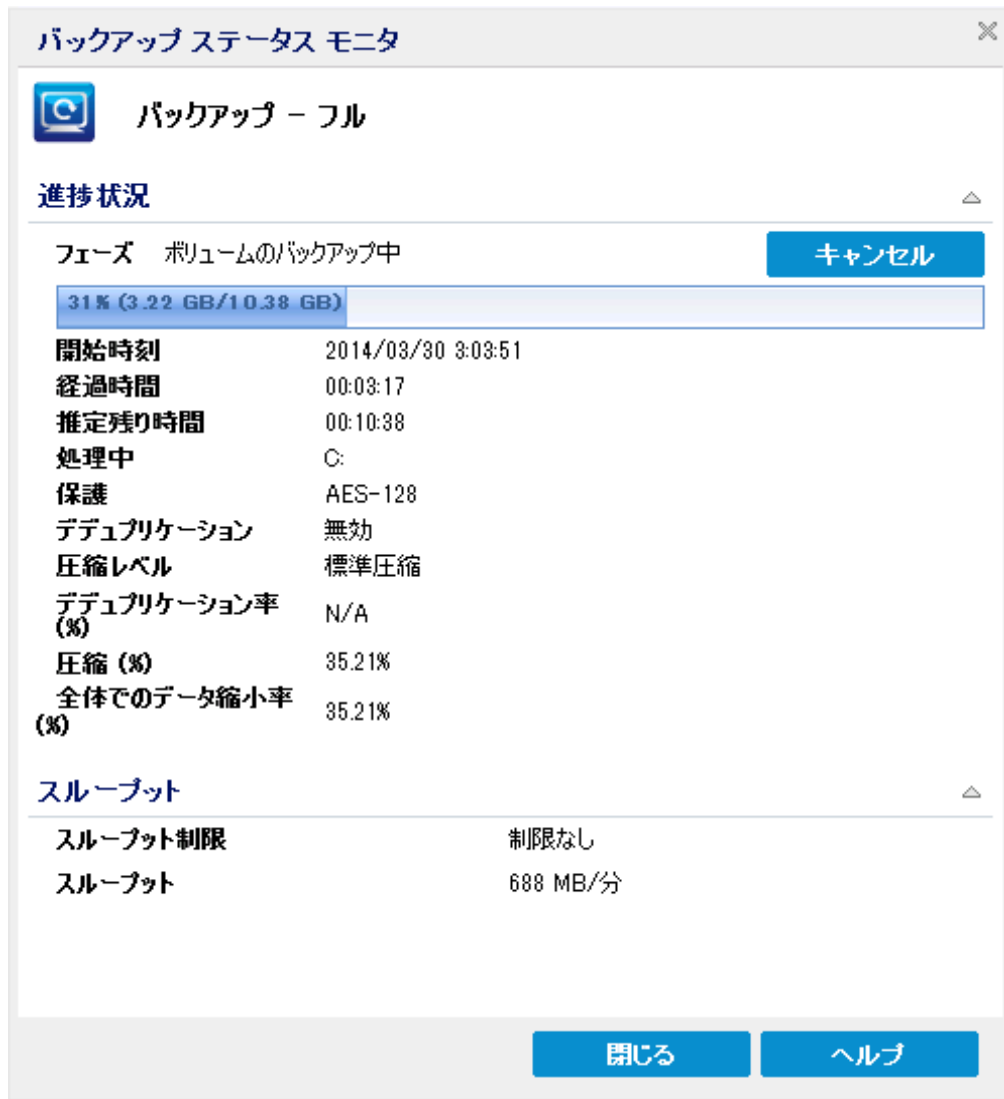 バックアップ ステータス モニタ
バックアップ - フル
進捗状況
フェーズ ボリュームのバックアップ中
キャンセル
31% (3.22 GB/10.38 GB)
開始時刻 2014/03/30 3:03:51
経過時間 00:03:17
推定残り時間 00:10:38
処理中 C:
保護 AES-128
デデュプリケーション 無効
圧縮レベル 標準圧縮
デデュプリケーション率
(%) N/A
圧縮 (%) 35.21%
全体でのデータ縮小率
(%) 35.21%
スループット
スループット制限 制限なし
スループット 688 MB/分
閉じる ヘルプ